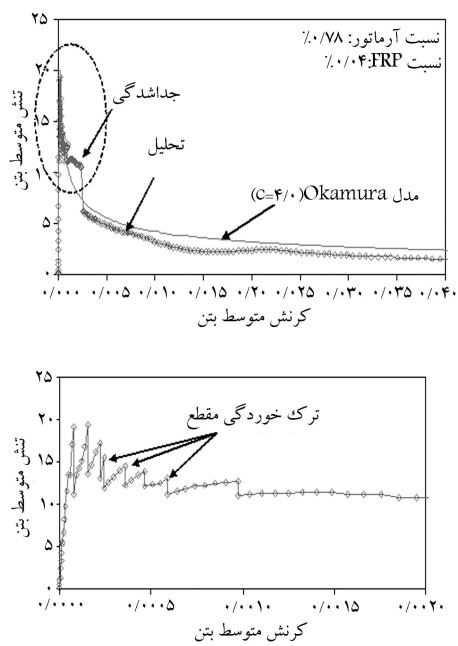 نسبت آرماتور: ۰/۷۸٪
نسبت FRP:۰/۰۴٪
۲۵
۲۰
۱۵
۱۰
۵
۰
تنش متوسط بتن
جداشدگی
تحلیل
مدل Okamura(c=۴/۰)
۰/۰۰۰ ۰/۰۰۵ ۰/۰۱۰ ۰/۰۱۵ ۰/۰۲۰ ۰/۰۲۵ ۰/۰۳۰ ۰/۰۳۵ ۰/۰۴۰
کرنش متوسط بتن
۲۵
۲۰
۱۵
۱۰
۵
۰
تنش متوسط بتن
ترک خوردگی مقطع
۰/۰۰۰۰ ۰/۰۰۰۵ ۰/۰۰۱۰ ۰/۰۰۱۵ ۰/۰۰۲۰
کرنش متوسط بتن